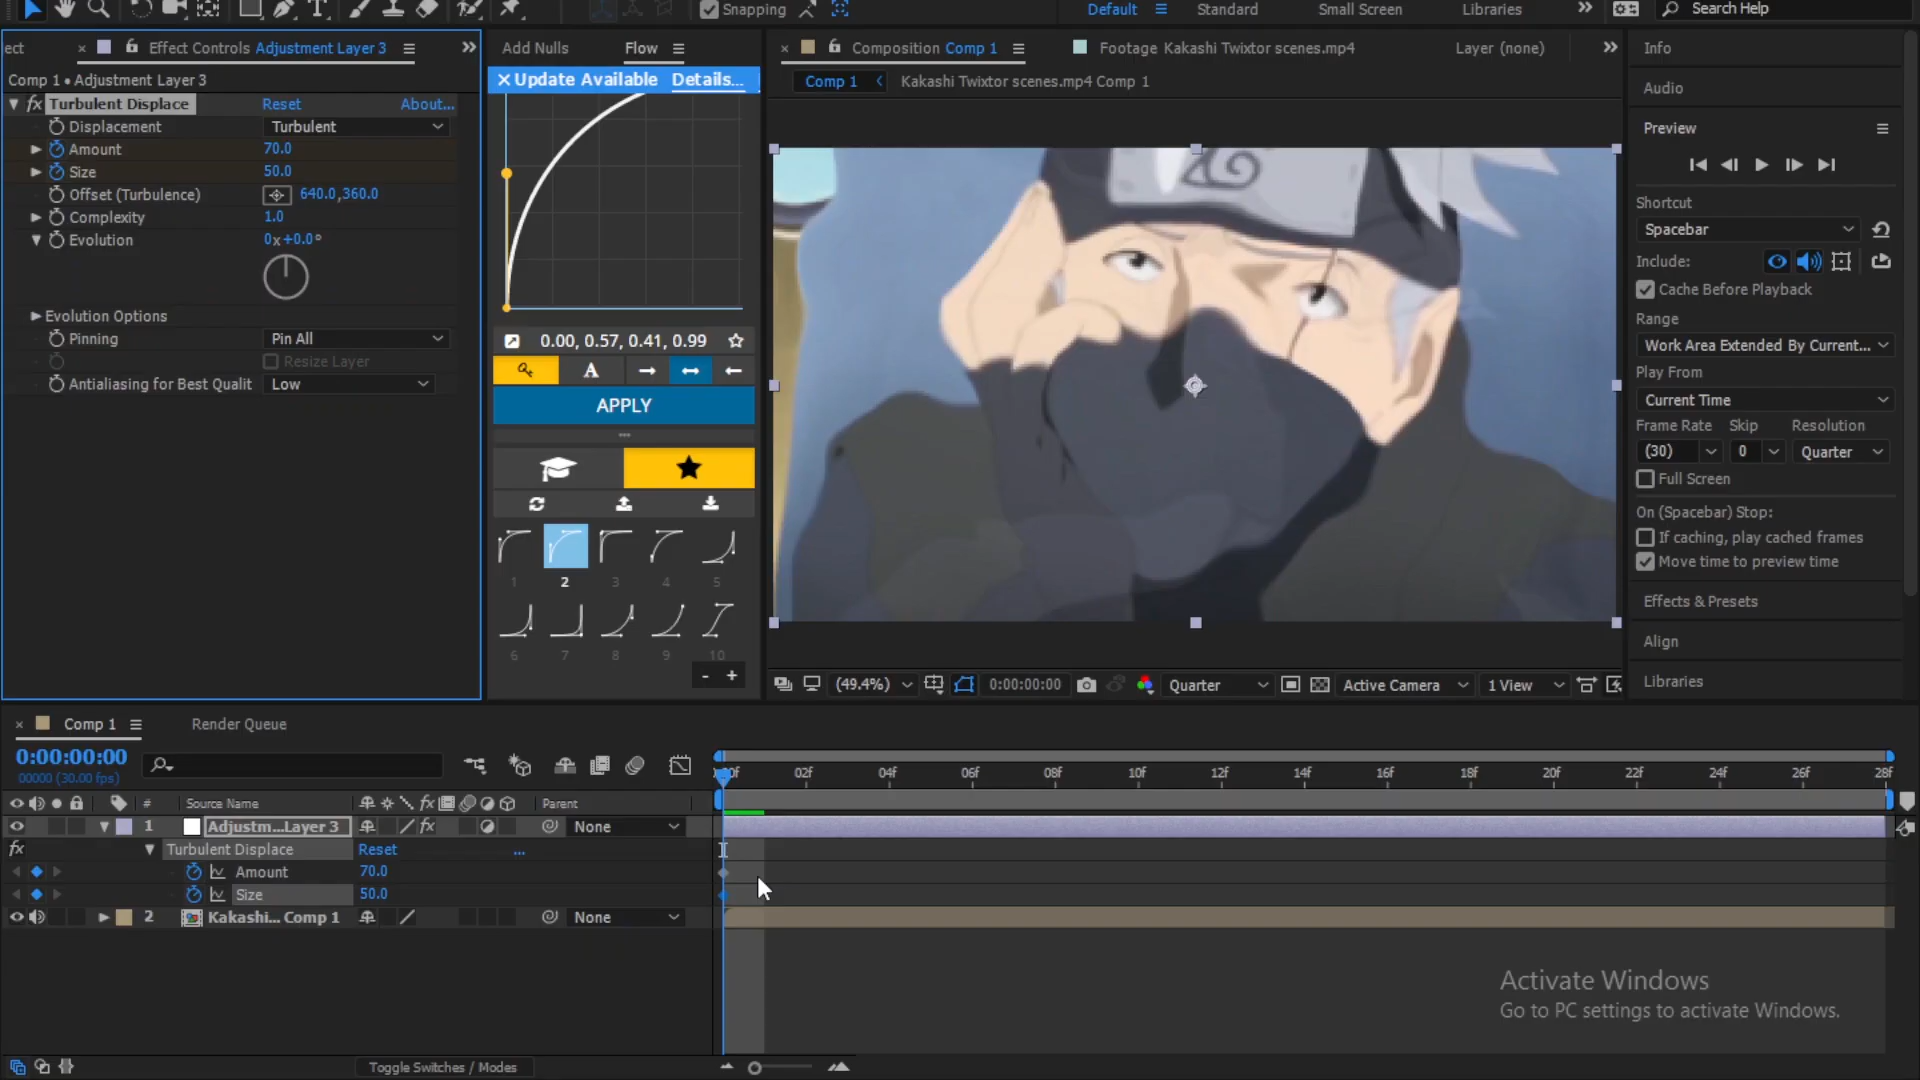 Snapping
Default
Standard
Small Screen
Libraries
Search Help
ect
Effect Controls Adjustment Layer 3
Comp 1 • Adjustment Layer 3
fx Turbulent Displace Reset About...
Displacement Turbulent
Amount 70.0
Size 50.0
Offset (Turbulence) 640.0,360.0
Complexity 1.0
Evolution 0x+0.0°
Evolution Options
Pinning Pin All
Resize Layer
Antialiasing for Best Qualit Low
Add Nulls Flow
Update Available Details...
0.00, 0.57, 0.41, 0.99
A
APPLY
1 2 3 4 5
6 7 8 9 10
- +
Composition Comp 1
Footage Kakashi Twixtor scenes.mp4
Layer (none)
Comp 1 Kakashi Twixtor scenes.mp4 Comp 1
(49.4%) 0:00:00:00 Quarter Active Camera 1 View
Info
Audio
Preview
Shortcut
Spacebar
Include:
Cache Before Playback
Range
Work Area Extended By Current...
Play From
Current Time
Frame Rate Skip Resolution
(30) 0 Quarter
Full Screen
On (Spacebar) Stop:
If caching, play cached frames
Move time to preview time
Effects & Presets
Align
Libraries
Comp 1
Render Queue
0:00:00:00
00000 (30.00 fps)
# Source Name fx Parent
02f 04f 06f 08f 10f 12f 14f 16f 18f 20f 22f 24f 26f 28f
1 Adjustm...Layer 3 fx None
fx Turbulent Displace Reset ...
Amount 70.0
Size 50.0
2 Kakashi... Comp 1 None
Toggle Switches / Modes
Activate Windows
Go to PC settings to activate Windows.